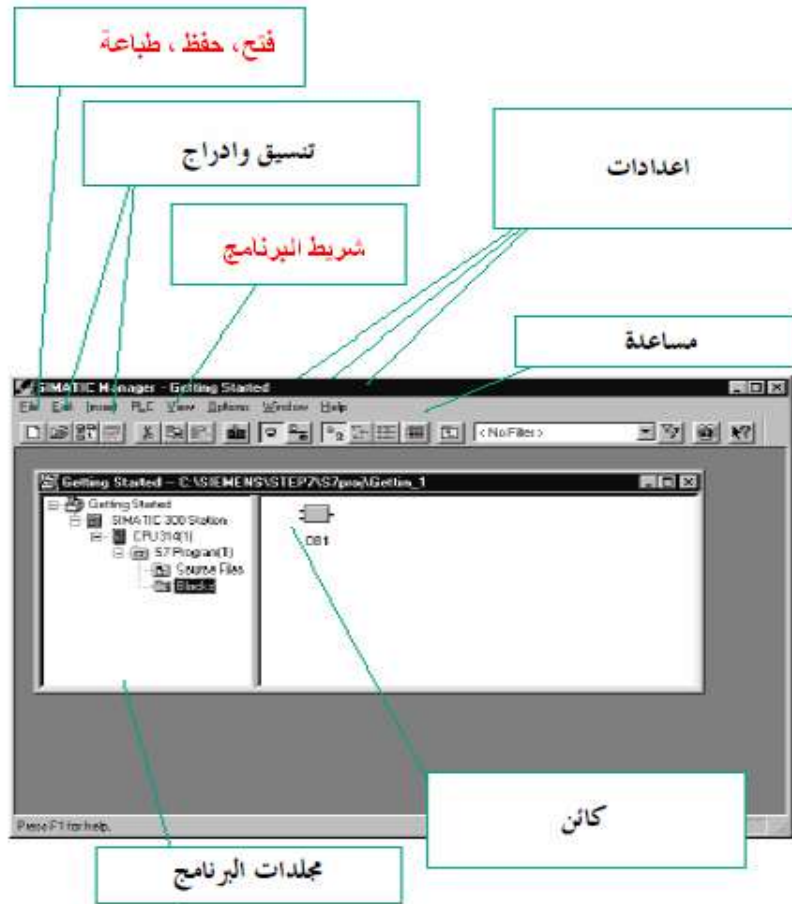 فتح، حفظ ، طباعة
تنسيق وادراج
اعدادات
شريط البرنامج
مساعدة
SIMATIC Manager - Getting Started
File Edit Insert PLC View Options Window Help
< No Filter >
Getting Started -- C:\SIEMENS\STEP7\S7proj\Gettin_1
Getting Started
SIMATIC 300 Station
CPU314(1)
S7 Program(1)
Source Files
Blocks
OB1
كائن
Press F1 for help.
مجلدات البرنامج